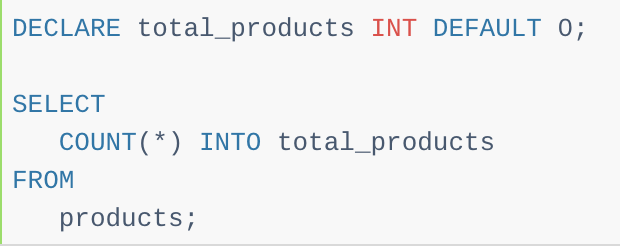 DECLARE total_products INT DEFAULT 0;
SELECT
COUNT(*) INTO total_products
FROM
products;